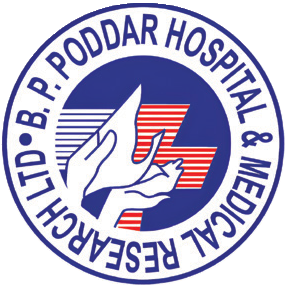 B. P. PODDAR HOSPITAL & MEDICAL RESEARCH LTD •